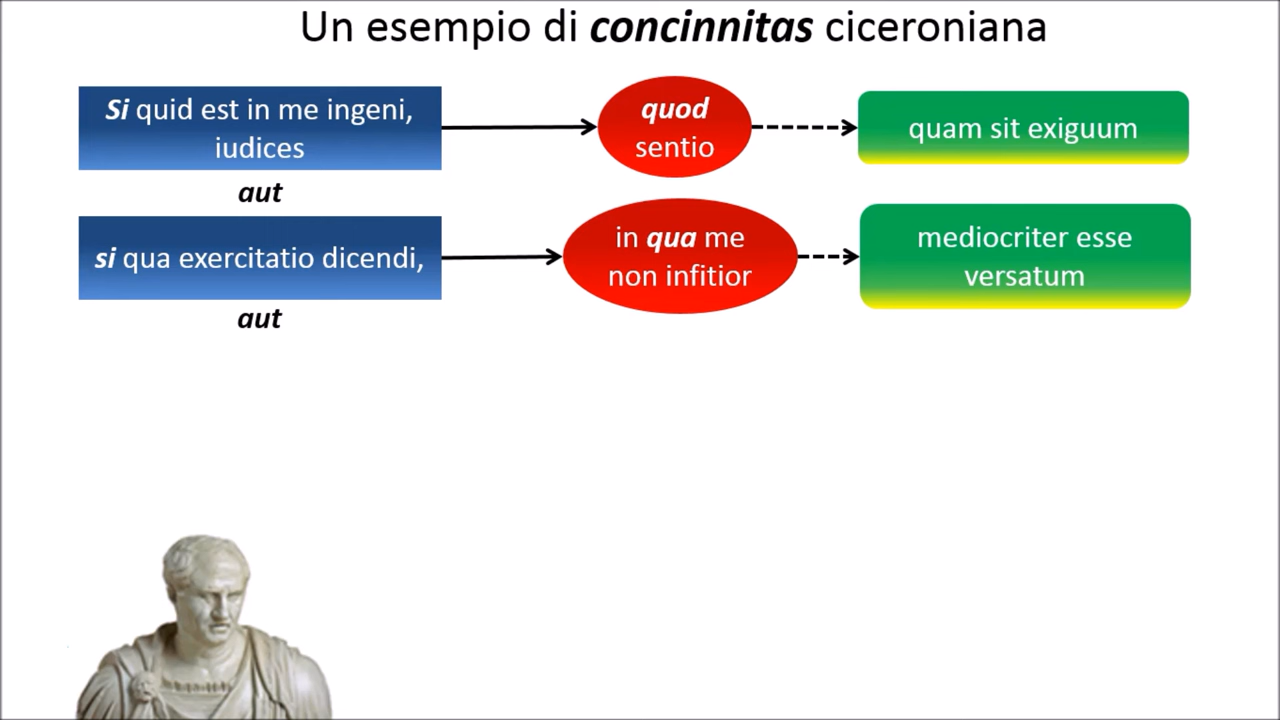 Un esempio di concinnitas ciceroniana
Si quid est in me ingeni,
iudices
quod
sentio
quam sit exiguum
aut
si qua exercitatio dicendi,
in qua me
non infitior
mediocriter esse
versatum
aut